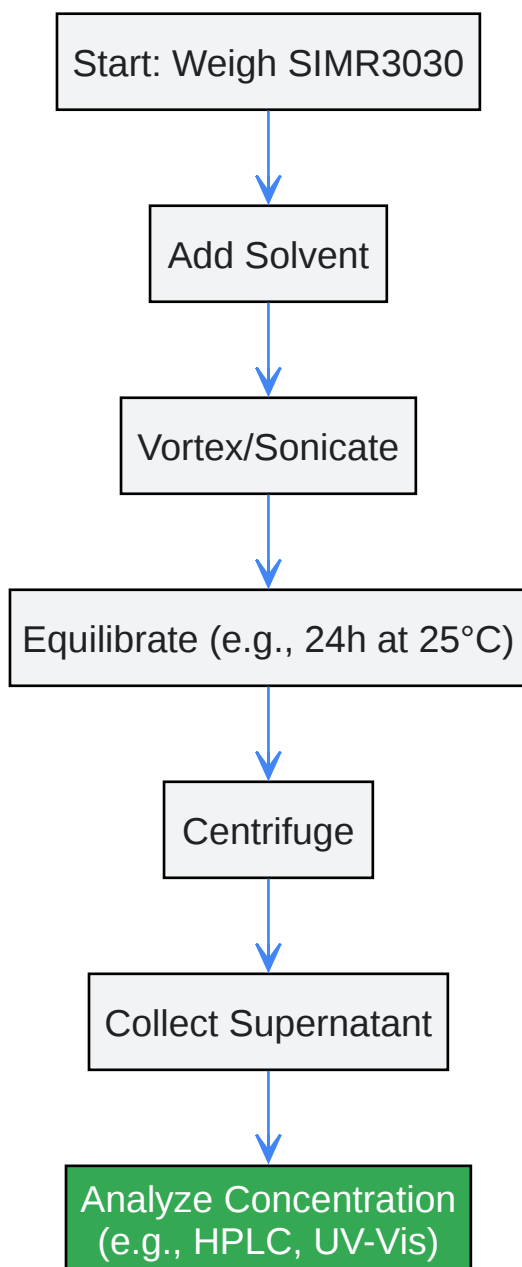 Start: Weigh SIMR3030
Add Solvent
Vortex/Sonicate
Equilibrate (e.g., 24h at 25°C)
Centrifuge
Collect Supernatant
Analyze Concentration
(e.g., HPLC, UV-Vis)